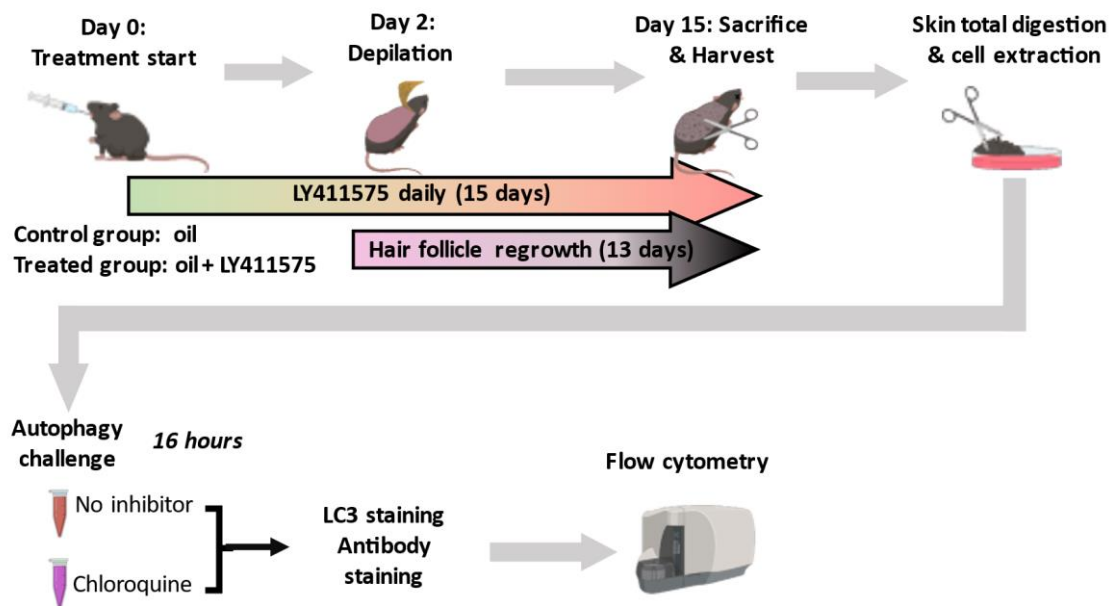 Day 0:
Treatment start
Day 2:
Depilation
Day 15: Sacrifice
& Harvest
Skin total digestion
& cell extraction
LY411575 daily (15 days)
Control group: oil
Treated group: oil + LY411575
Hair follicle regrowth (13 days)
Autophagy
challenge
16 hours
No inhibitor
Chloroquine
LC3 staining
Antibody
staining
Flow cytometry